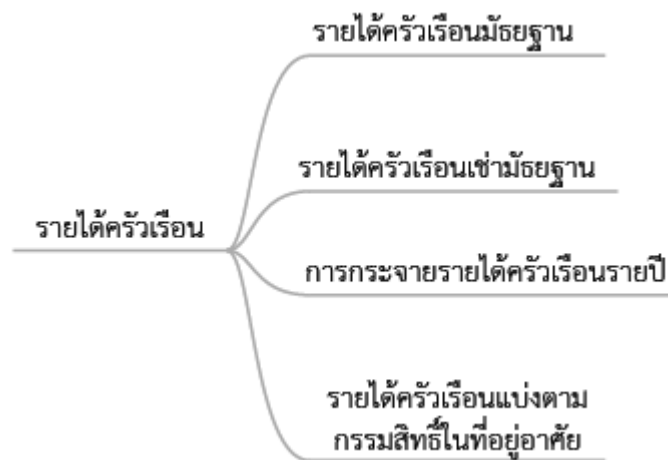 รายได้ครัวเรือนมัธยฐาน
รายได้ครัวเรือนเช่ามัธยฐาน
รายได้ครัวเรือน
การกระจายรายได้ครัวเรือนรายปี
รายได้ครัวเรือนแบ่งตาม
กรรมสิทธิ์ในที่อยู่อาศัย